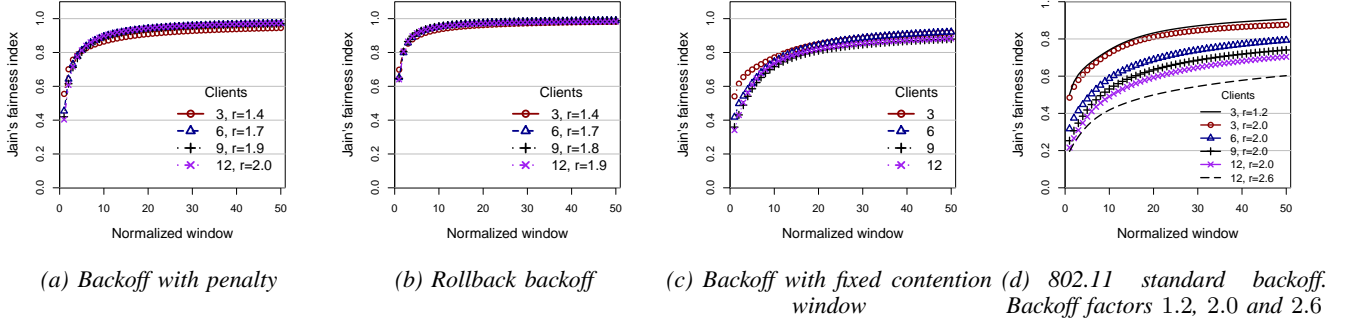 Jain's fairness index
0.0 0.2 0.4 0.6 0.8 1.0
Clients
3, r=1.4
6, r=1.7
9, r=1.9
12, r=2.0
0 10 20 30 40 50
Normalized window
(a) Backoff with penalty
Jain's fairness index
0.0 0.2 0.4 0.6 0.8 1.0
Clients
3, r=1.4
6, r=1.7
9, r=1.8
12, r=1.9
0 10 20 30 40 50
Normalized window
(b) Rollback backoff
Jain's fairness index
0.0 0.2 0.4 0.6 0.8 1.0
Clients
3
6
9
12
0 10 20 30 40 50
Normalized window
(c) Backoff with fixed contention
window
Jain's fairness index
0.0 0.2 0.4 0.6 0.8 1.0
Clients
3, r=1.2
3, r=2.0
6, r=2.0
9, r=2.0
12, r=2.0
12, r=2.6
0 10 20 30 40 50
Normalized window
(d) 802.11 standard backoff.
Backoff factors 1.2, 2.0 and 2.6